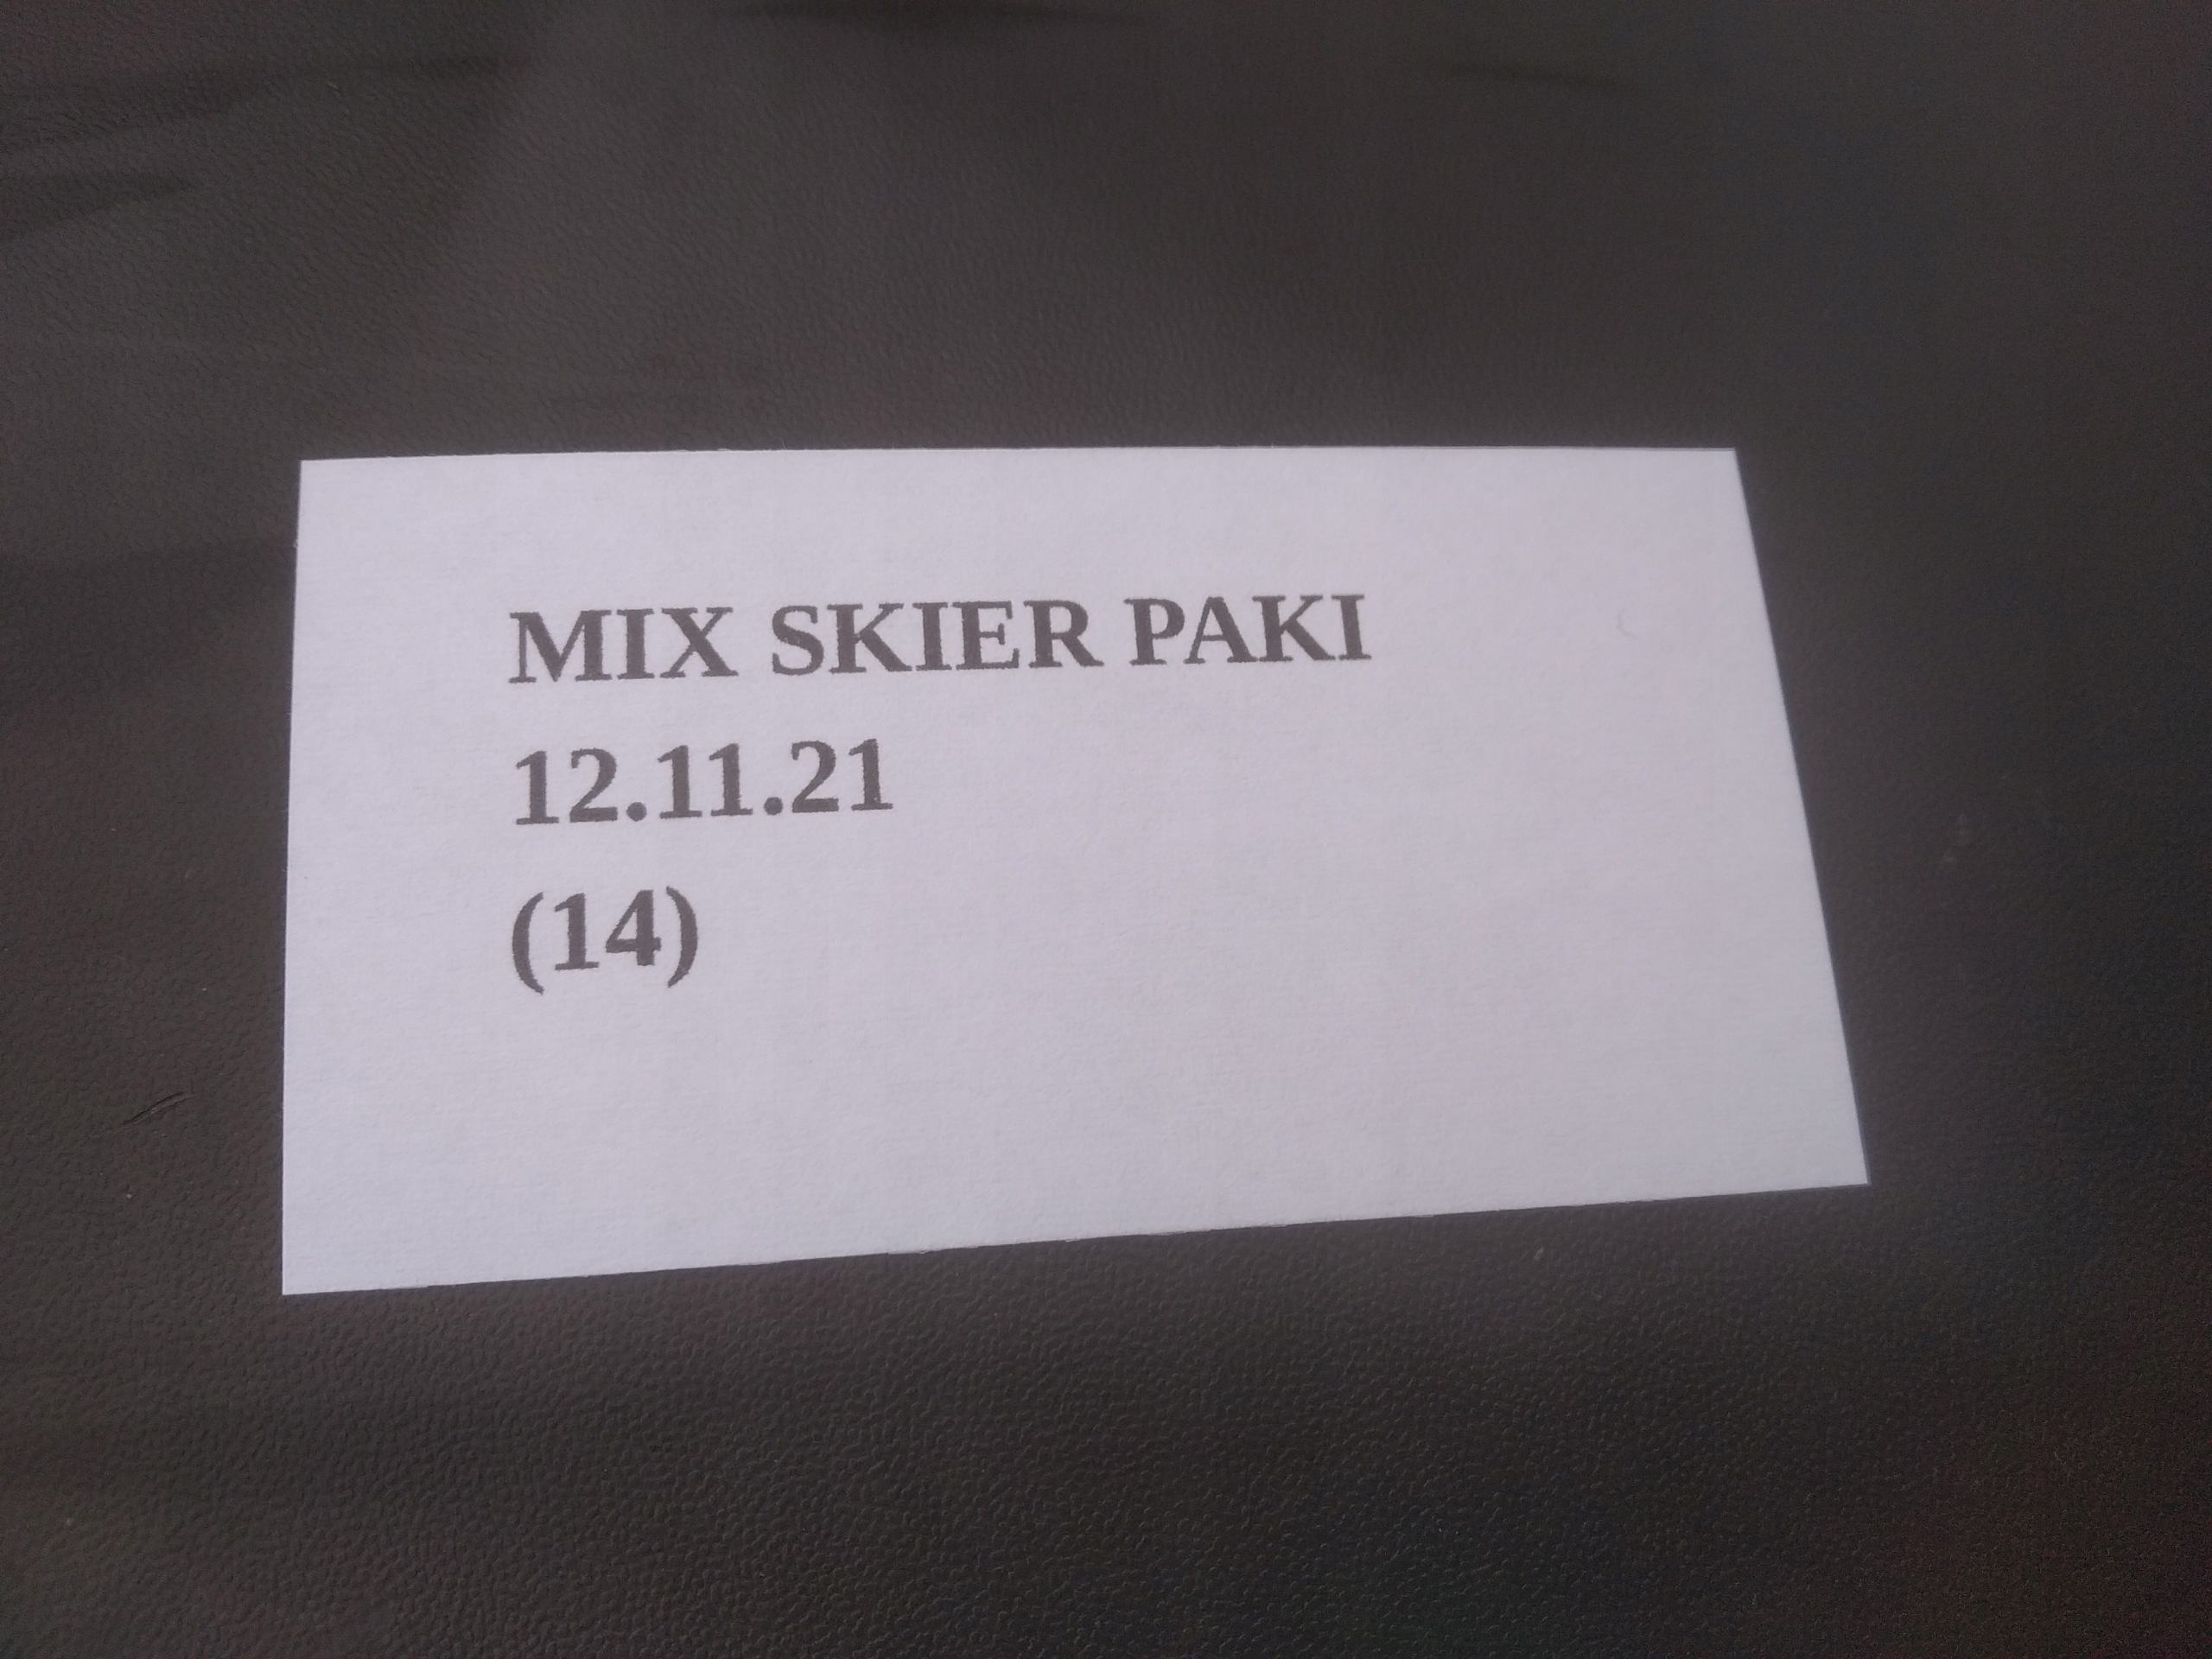 MIX SKIER PAKI
12.11.21
(14)